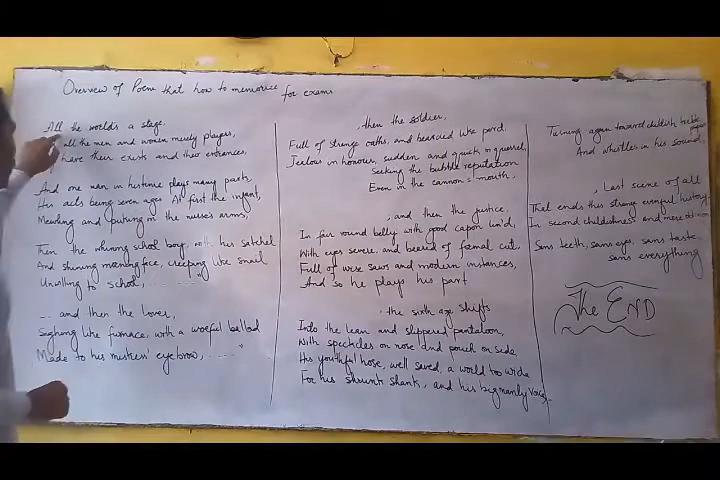 Overview of Poem that how to memorice for exams
All the world's a stage,
all the men and women merely players,
have their exists and their entrances,
And one man in his time plays many parts,
His acts being seven ages. At first the infant,
Mewling and puking in the nurse's arms,
Then the whining school boy, with his satchel
And shining morning face, creeping like snail
Unwilling to school, ........"
... and then the lover,
Seghing like furnace, with a woeful ballad
Made to his mistress' eyebrow, ....."
, then the soldier,
Full of strange oaths, and bearded like pard,
Jealous in honour, sudden and quick in quarrel,
Seeking the bubble reputation
Even in the cannon's mouth,
, and then the justice,
In fair round belly with good capon lin'd,
With eyes severe, and beared of formal cut,
Full of wise saws and modern instances,
And so he plays his part
, the sixth age shifts
Into the lean and slippered pantaloon,
With spectcles on nose and pouch on side,
His youthful hose, well saved, a world too wide
For his shrunk shank, and his big manly voice,
Turning again toward childish treble,
And whistles in his sound,
, Last scene of all
That ends this strange eventful history,
In second childishness and mere oblivion
Sans teeth, sans eyes, sans taste,
sans everything
The END